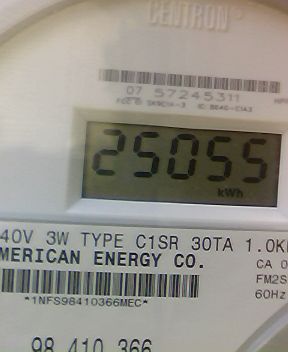 CENTRON
07 57245311
25055
kWh
40V 3W TYPE C1SR 30TA 1.0K
MERICAN ENERGY CO.
CA 0
FM2S
60Hz
*1NFS98410366MEC*
98 410 366